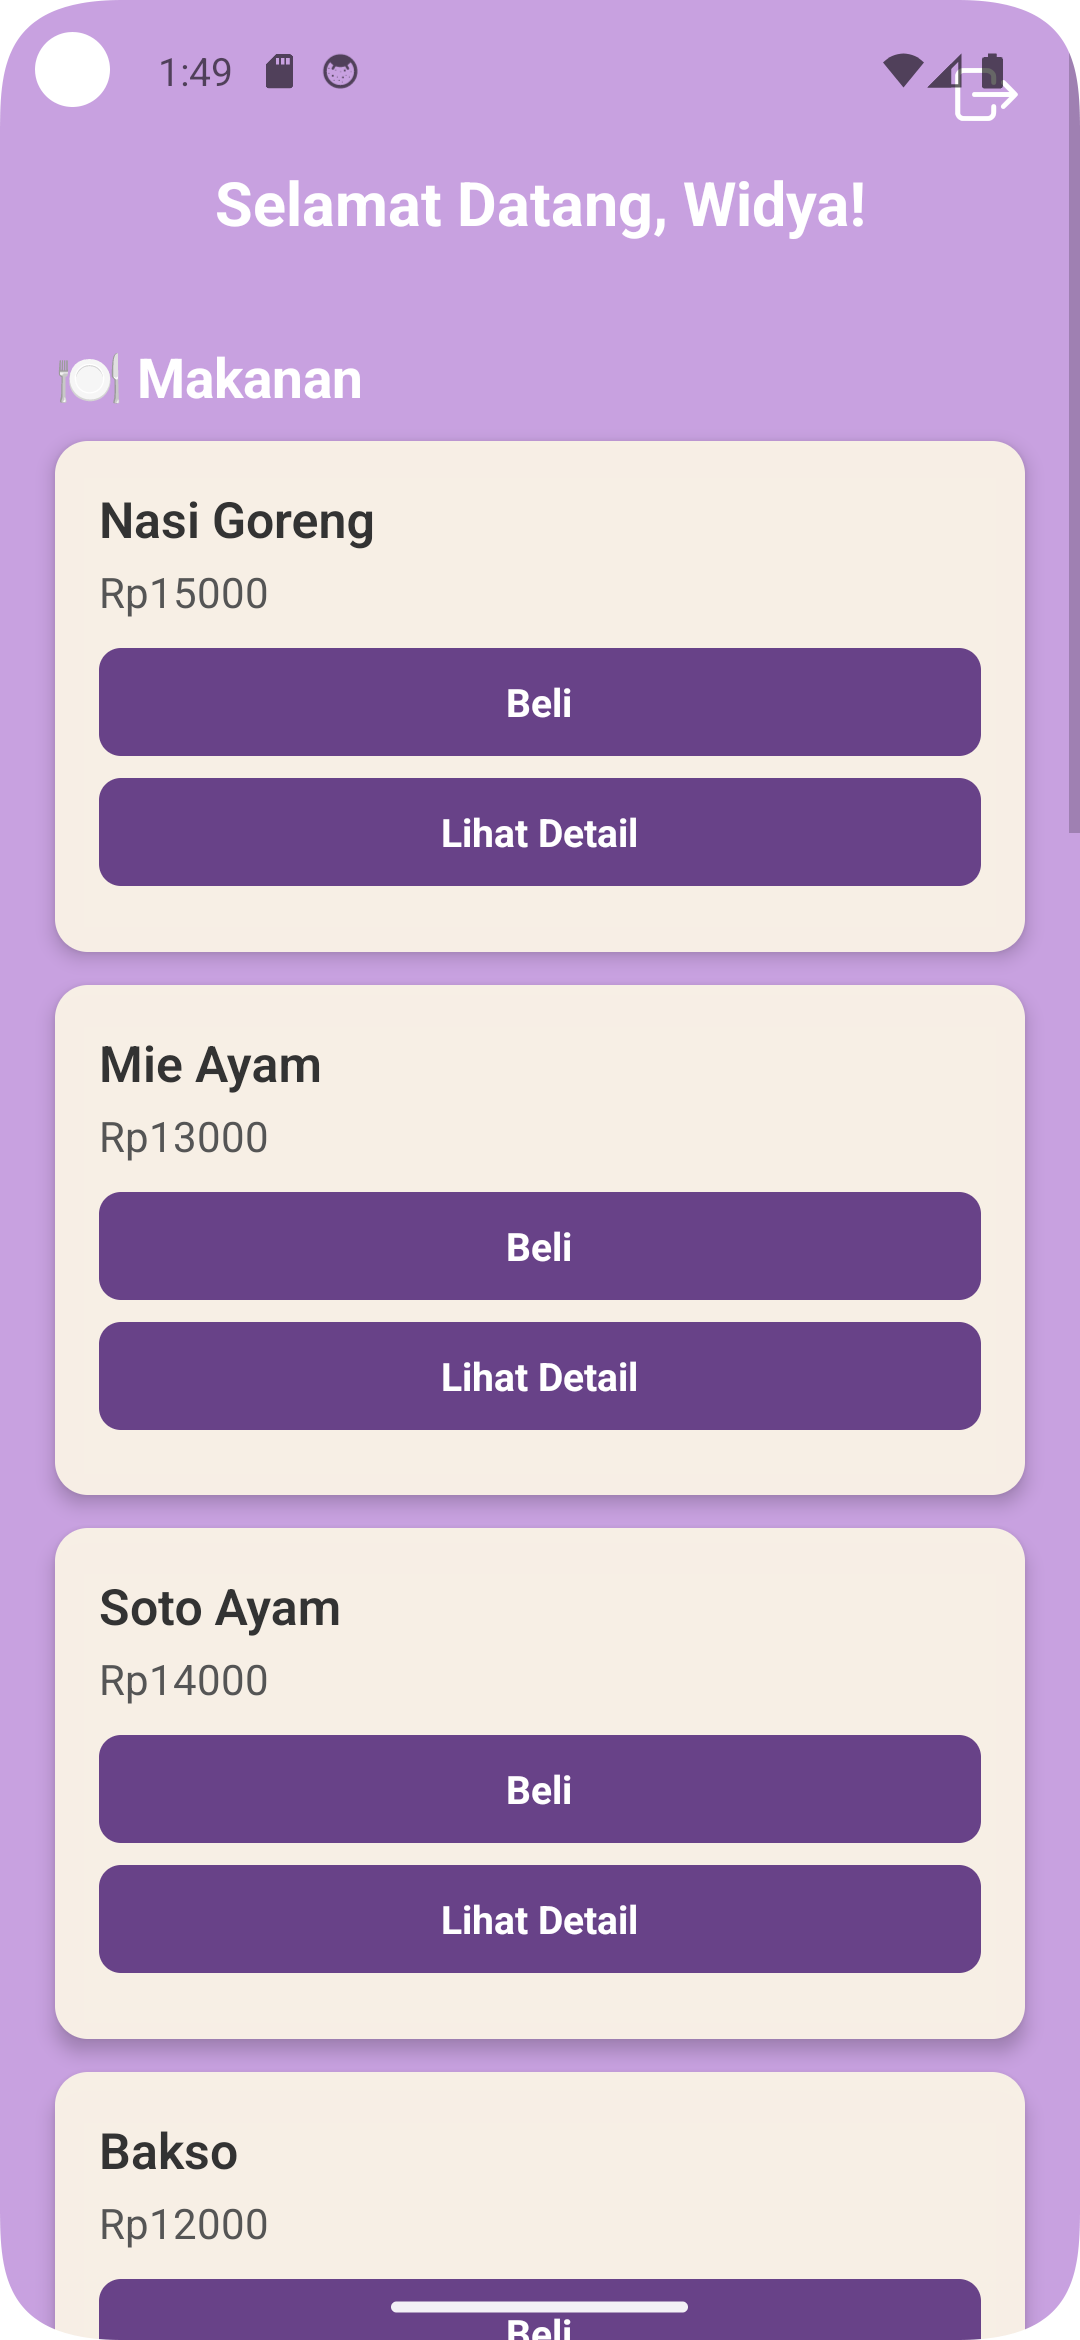 1:49
Selamat Datang, Widya!
🍽️ Makanan
Nasi Goreng
Rp15000
Beli
Lihat Detail
Mie Ayam
Rp13000
Beli
Lihat Detail
Soto Ayam
Rp14000
Beli
Lihat Detail
Bakso
Rp12000
Beli